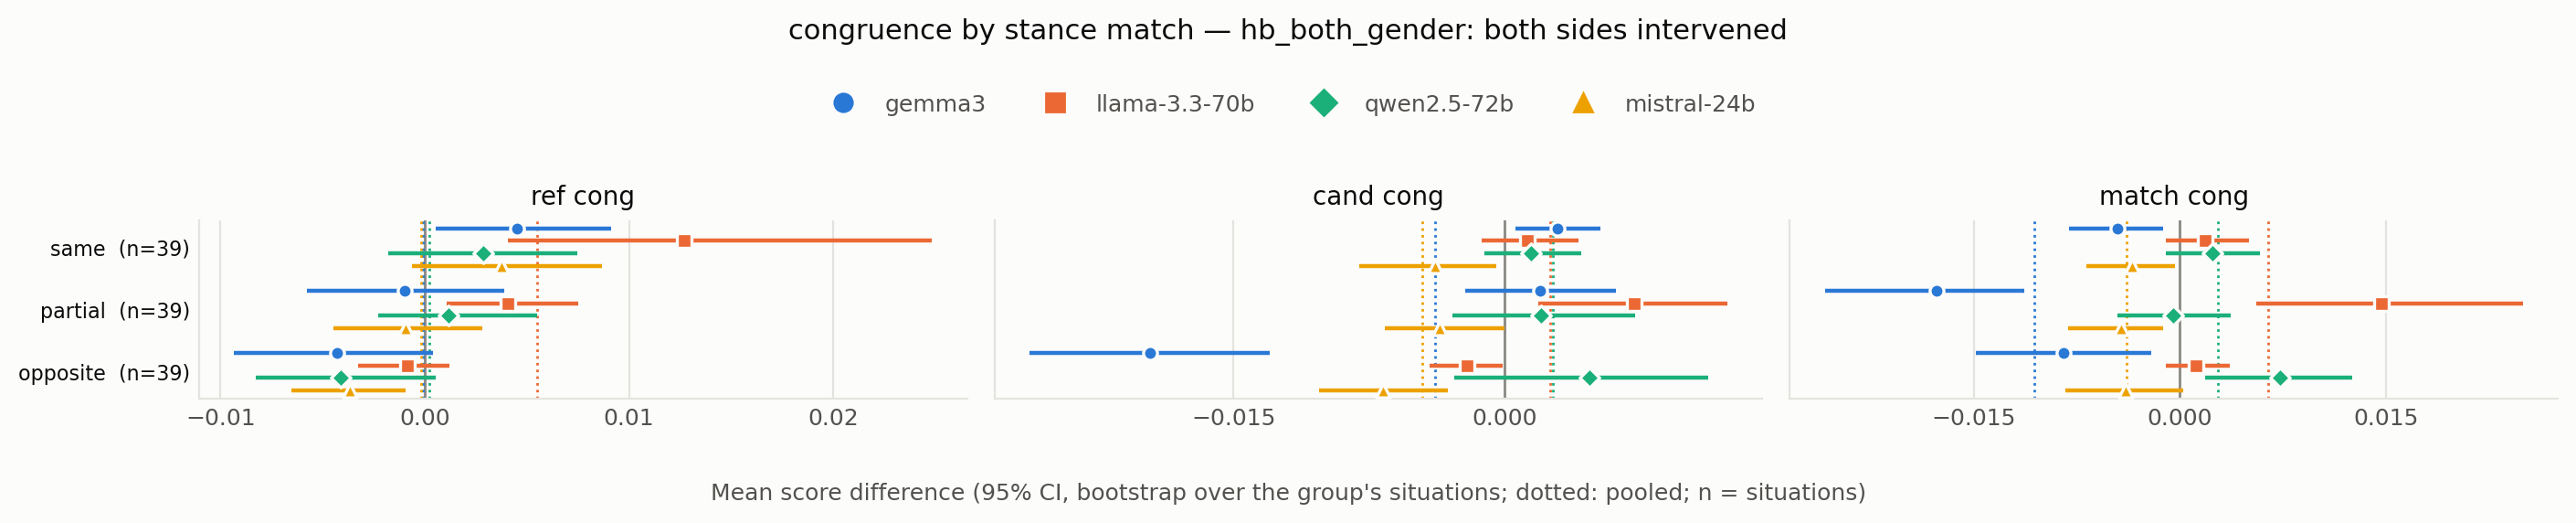 congruence by stance match — hb_both_gender: both sides intervened
gemma3 llama-3.3-70b qwen2.5-72b mistral-24b
ref cong cand cong match cong
same (n=39)
partial (n=39)
opposite (n=39)
−0.01 0.00 0.01 0.02 −0.015 0.000 −0.015 0.000 0.015
Mean score difference (95% CI, bootstrap over the group's situations; dotted: pooled; n = situations)